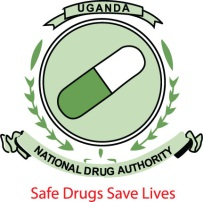 UGANDA
NATIONAL DRUG AUTHORITY
Safe Drugs Save Lives